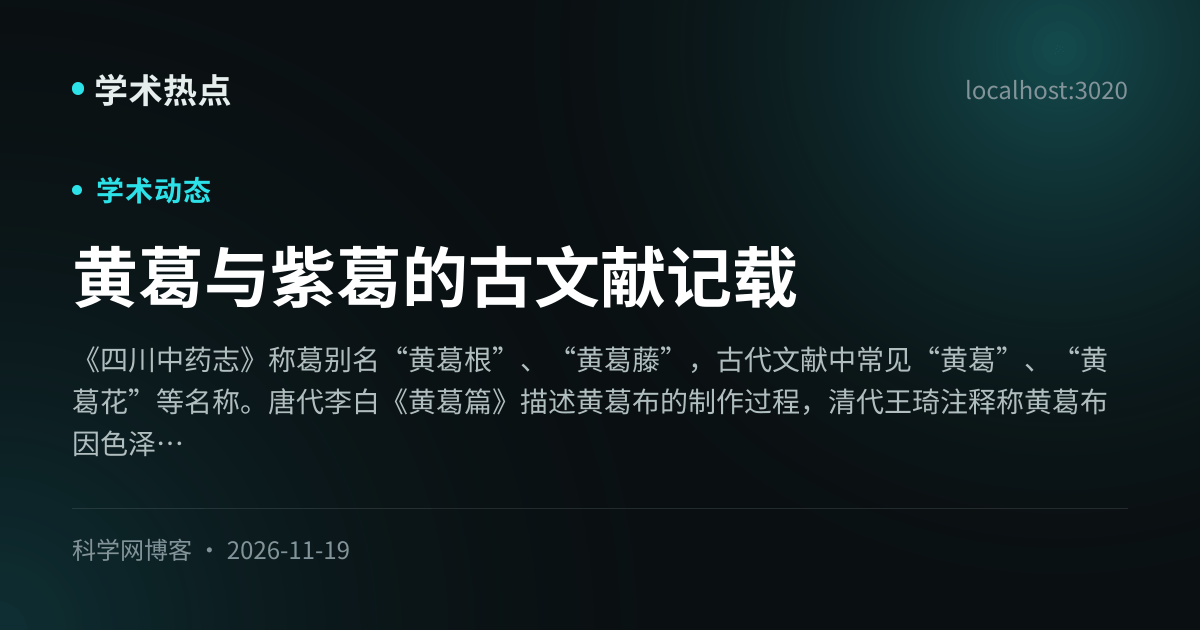 学术热点
localhost:3020
学术动态
黄葛与紫葛的古文献记载
《四川中药志》称葛别名“黄葛根”、“黄葛藤”，古代文献中常见“黄葛”、“黄
葛花”等名称。唐代李白《黄葛篇》描述黄葛布的制作过程，清代王琦注释称黄葛布
因色泽…
科学网博客 • 2026-11-19